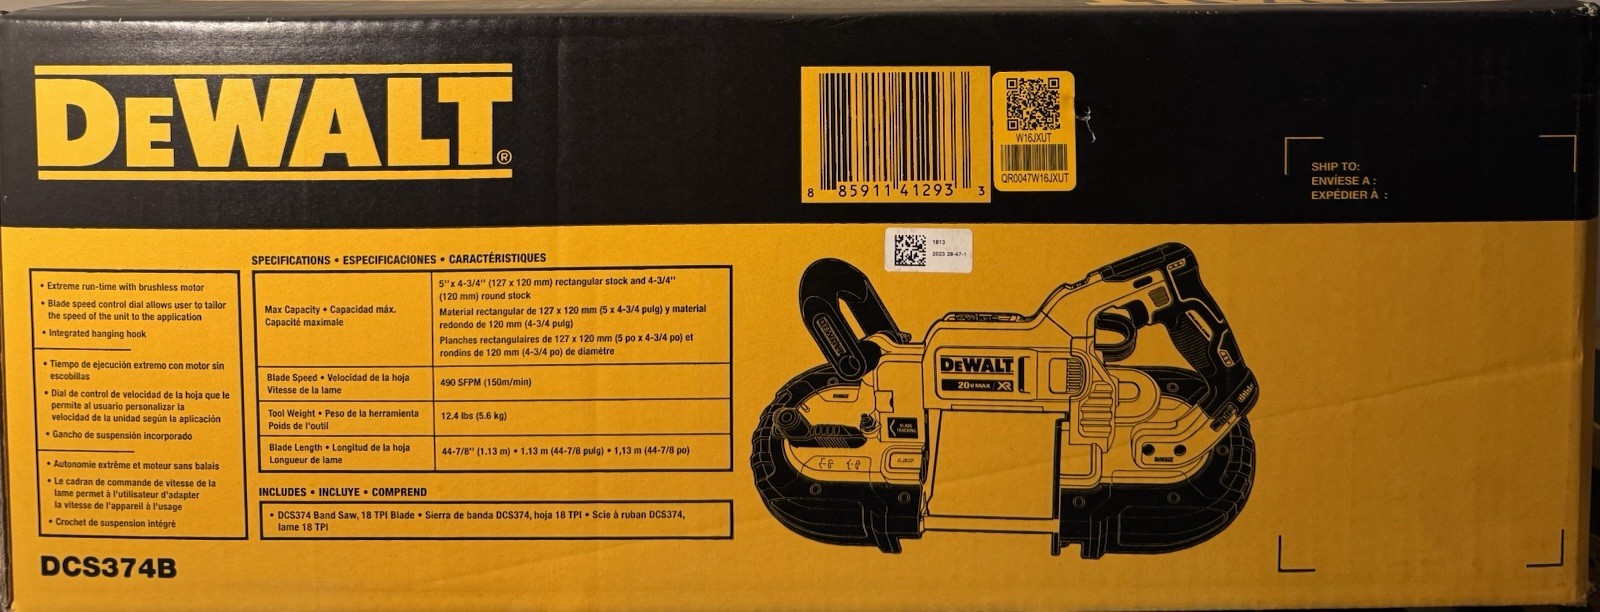 DEWALT®
8 85911 41293 3
W16JXUT
QR0047W16JXUT
SHIP TO:
ENVÍESE A :
EXPÉDIER À :
1813
2023 28-47-1
• Extreme run-time with brushless motor
• Blade speed control dial allows user to tailor
the speed of the unit to the application
• Integrated hanging hook
• Tiempo de ejecución extremo con motor sin
escobillas
• Dial de control de velocidad de la hoja que le
permite al usuario personalizar la
velocidad de la unidad según la aplicación
• Gancho de suspensión incorporado
• Autonomie extrême et moteur sans balais
• Le cadran de commande de vitesse de la
lame permet à l'utilisateur d'adapter
la vitesse de l'appareil à l'usage
• Crochet de suspension intégré
SPECIFICATIONS • ESPECIFICACIONES • CARACTÉRISTIQUES
Max Capacity • Capacidad máx.
Capacité maximale
5" x 4-3/4" (127 x 120 mm) rectangular stock and 4-3/4"
(120 mm) round stock
Material rectangular de 127 x 120 mm (5 x 4-3/4 pulg) y material
redondo de 120 mm (4-3/4 pulg)
Planches rectangulaires de 127 x 120 mm (5 po x 4-3/4 po) et
rondins de 120 mm (4-3/4 po) de diamètre
Blade Speed • Velocidad de la hoja
Vitesse de la lame
490 SFPM (150m/min)
Tool Weight • Peso de la herramienta
Poids de l'outil
12.4 lbs (5.6 kg)
Blade Length • Longitud de la hoja
Longueur de lame
44-7/8" (1.13 m) • 1.13 m (44-7/8 pulg) • 1,13 m (44-7/8 po)
INCLUDES • INCLUYE • COMPREND
• DCS374 Band Saw, 18 TPI Blade • Sierra de banda DCS374, hoja 18 TPI • Scie à ruban DCS374,
lame 18 TPI
DCS374B
DEWALT
DEWALT
20V MAX XR
DEWALT
BLADE
TRACKING
DEWALT